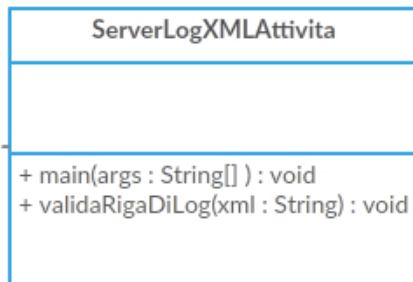 ServerLogXMLAttivita
+ main(args : String[] ) : void
+ validaRigaDiLog(xml : String) : void